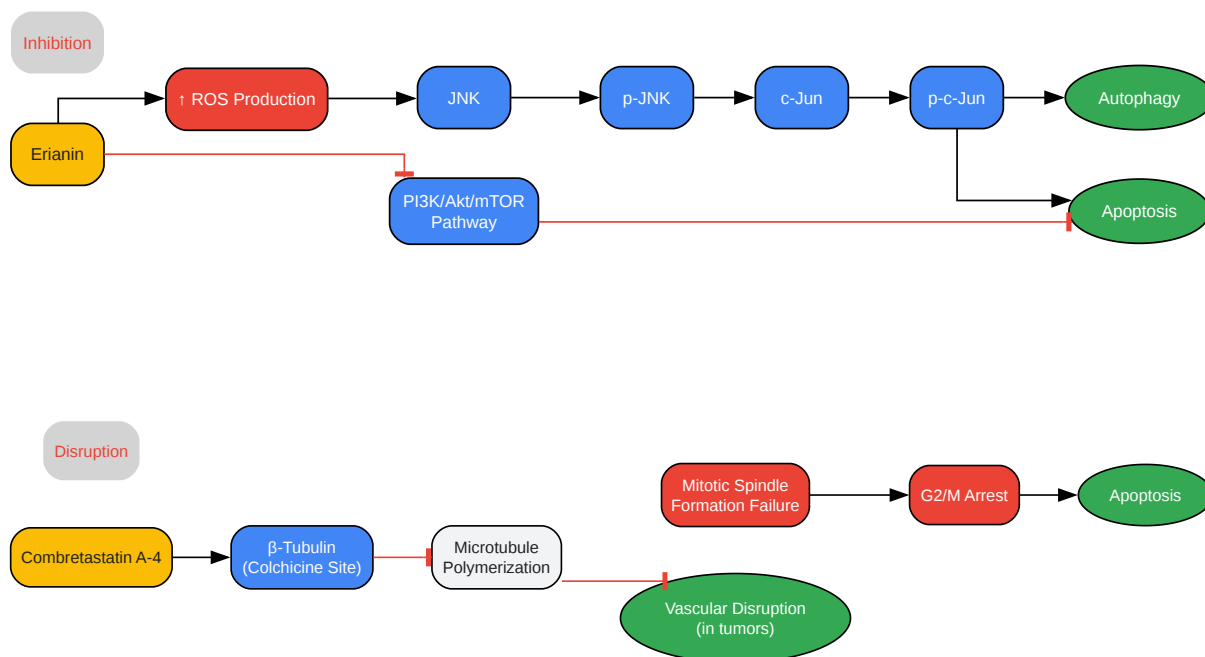 Inhibition
↑ ROS Production
JNK
p-JNK
c-Jun
p-c-Jun
Autophagy
Erianin
PI3K/Akt/mTOR
Pathway
Apoptosis
Disruption
Mitotic Spindle
Formation Failure
G2/M Arrest
Apoptosis
Combretastatin A-4
β-Tubulin
(Colchicine Site)
Microtubule
Polymerization
Vascular Disruption
(in tumors)